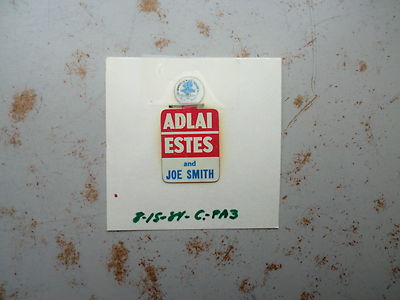 ADLAI
ESTES
and
JOE SMITH
8-15-84-C-PA3